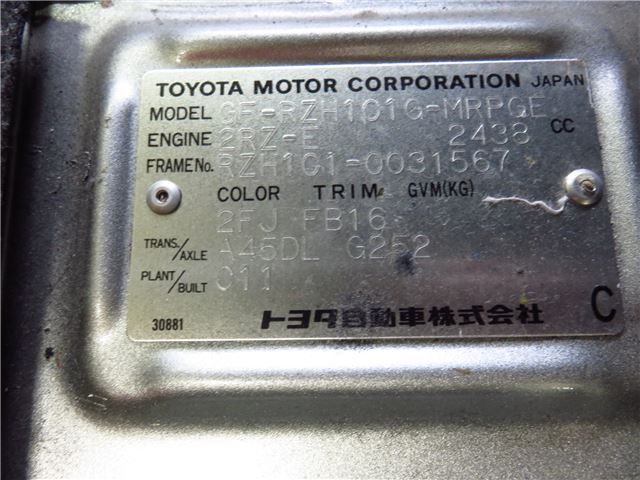 TOYOTA MOTOR CORPORATION JAPAN
MODEL GF-RZH101G-MRPQE
ENGINE 2RZ-E 2438 CC
FRAME No. RZH101-0031567
COLOR TRIM GVM(KG)
2FJ FB16
TRANS./AXLE A45DL G252
PLANT/BUILT C11
30881 トヨタ自動車株式会社 C